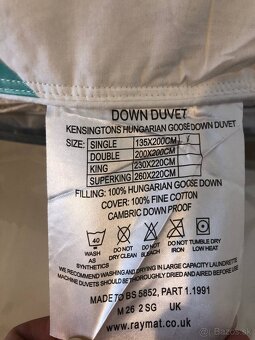 DOWN DUVET
KENSINGTONS HUNGARIAN GOOSE DOWN DUVET
SIZE: SINGLE 135X200CM
DOUBLE 200X200CM
KING 230X220CM
SUPERKING 260X220CM
FILLING: 100% HUNGARIAN GOOSE DOWN
COVER: 100% FINE COTTON
CAMBRIC DOWN PROOF
40
WASH AS SYNTHETICS
DO NOT DRY CLEAN
DO NOT BLEACH
DO NOT IRON
TUMBLE DRY LOW HEAT
WE RECOMMEND WASHING AND DRYING IN LARGE CAPACITY LAUNDRETTE
MACHINE DUVETS SHOULD BE THOROUGHLY DRIED AND AIRED BEFORE USE
MADE TO BS 5852, PART 1.1991
M 26 2 SG UK
www.raymat.co.uk